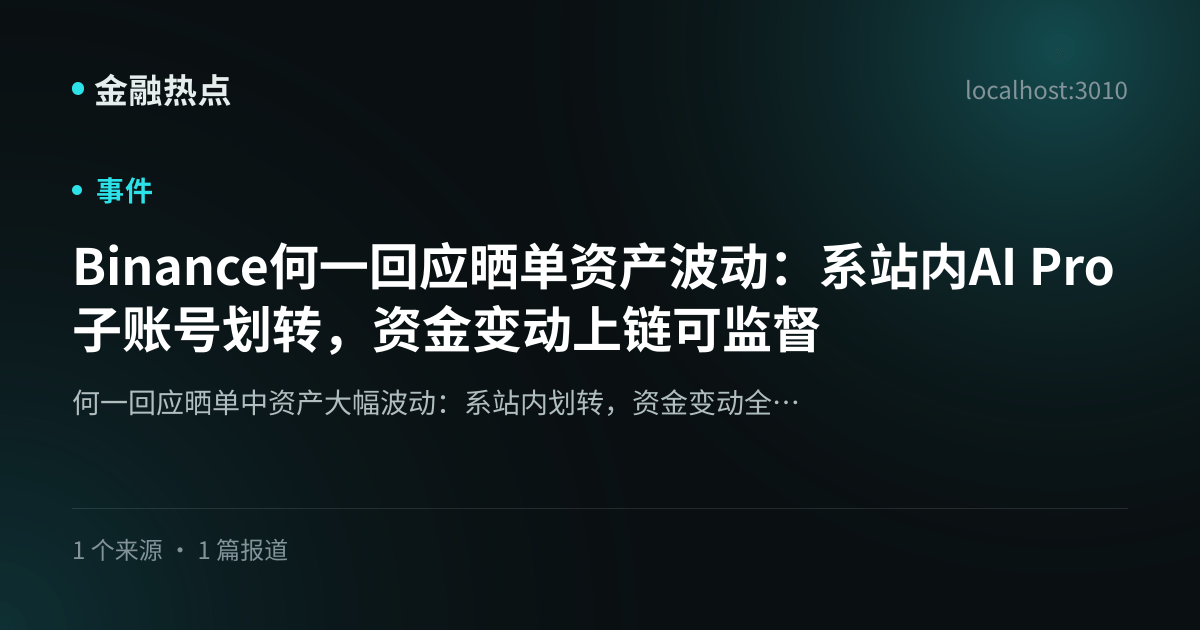 金融热点
localhost:3010
事件
Binance何一回应晒单资产波动：系站内AI Pro
子账号划转，资金变动上链可监督
何一回应晒单中资产大幅波动：系站内划转，资金变动全…
1 个来源 • 1 篇报道